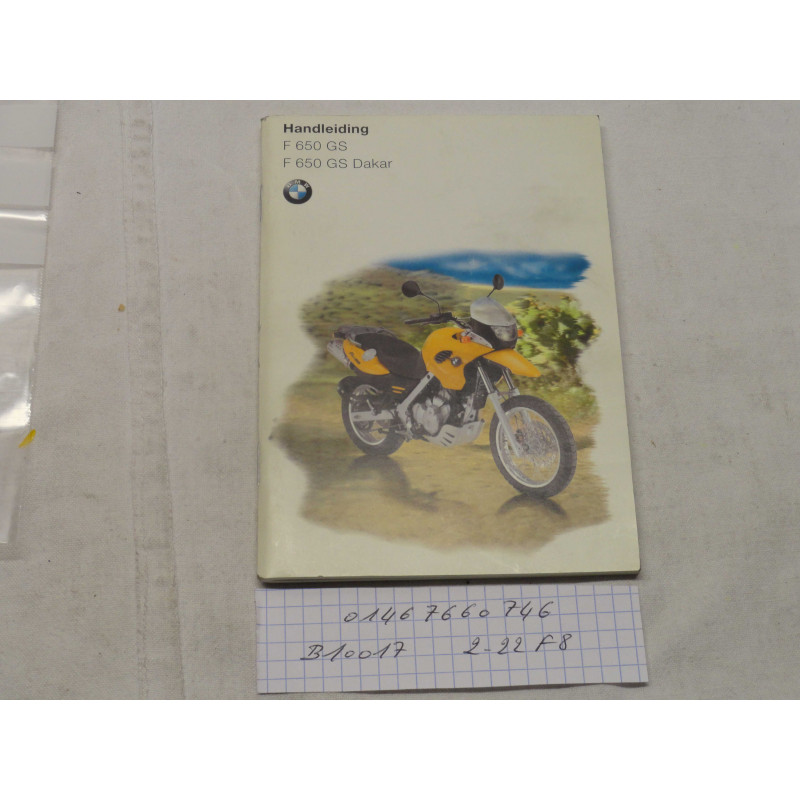 Handleiding
F 650 GS
F 650 GS Dakar
01467660746
B10017 2-22 F8